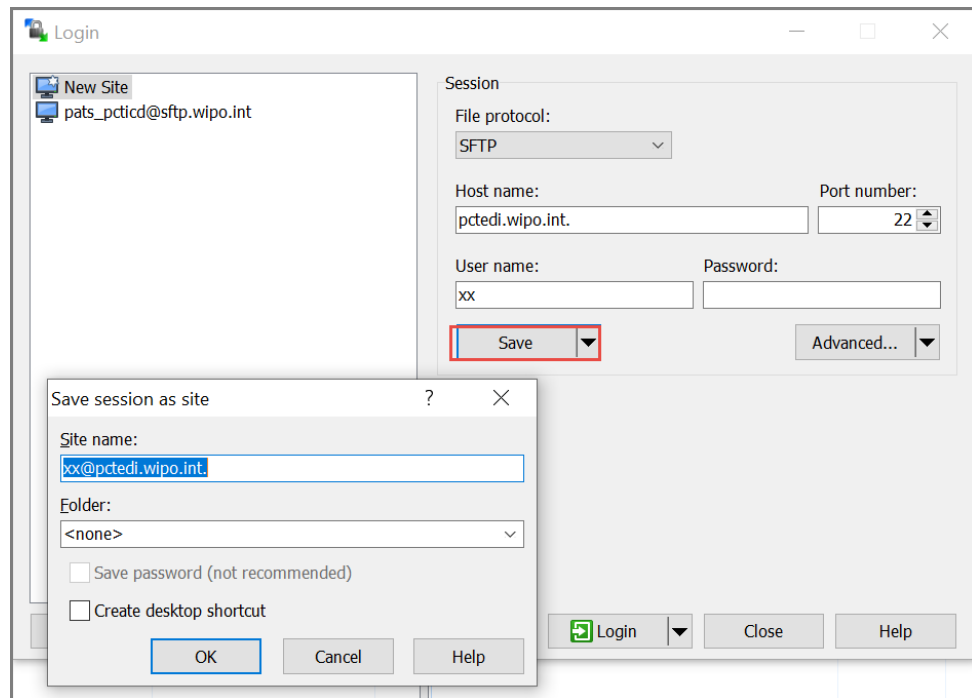 Login
New Site
pats_pcticd@sftp.wipo.int
Session
File protocol:
SFTP
Host name:
Port number:
pctedi.wipo.int.
22
User name:
Password:
xx
Save
Advanced...
Save session as site
?
Site name:
xx@pctedi.wipo.int.
Folder:
<none>
Save password (not recommended)
Create desktop shortcut
OK
Cancel
Help
Login
Close
Help